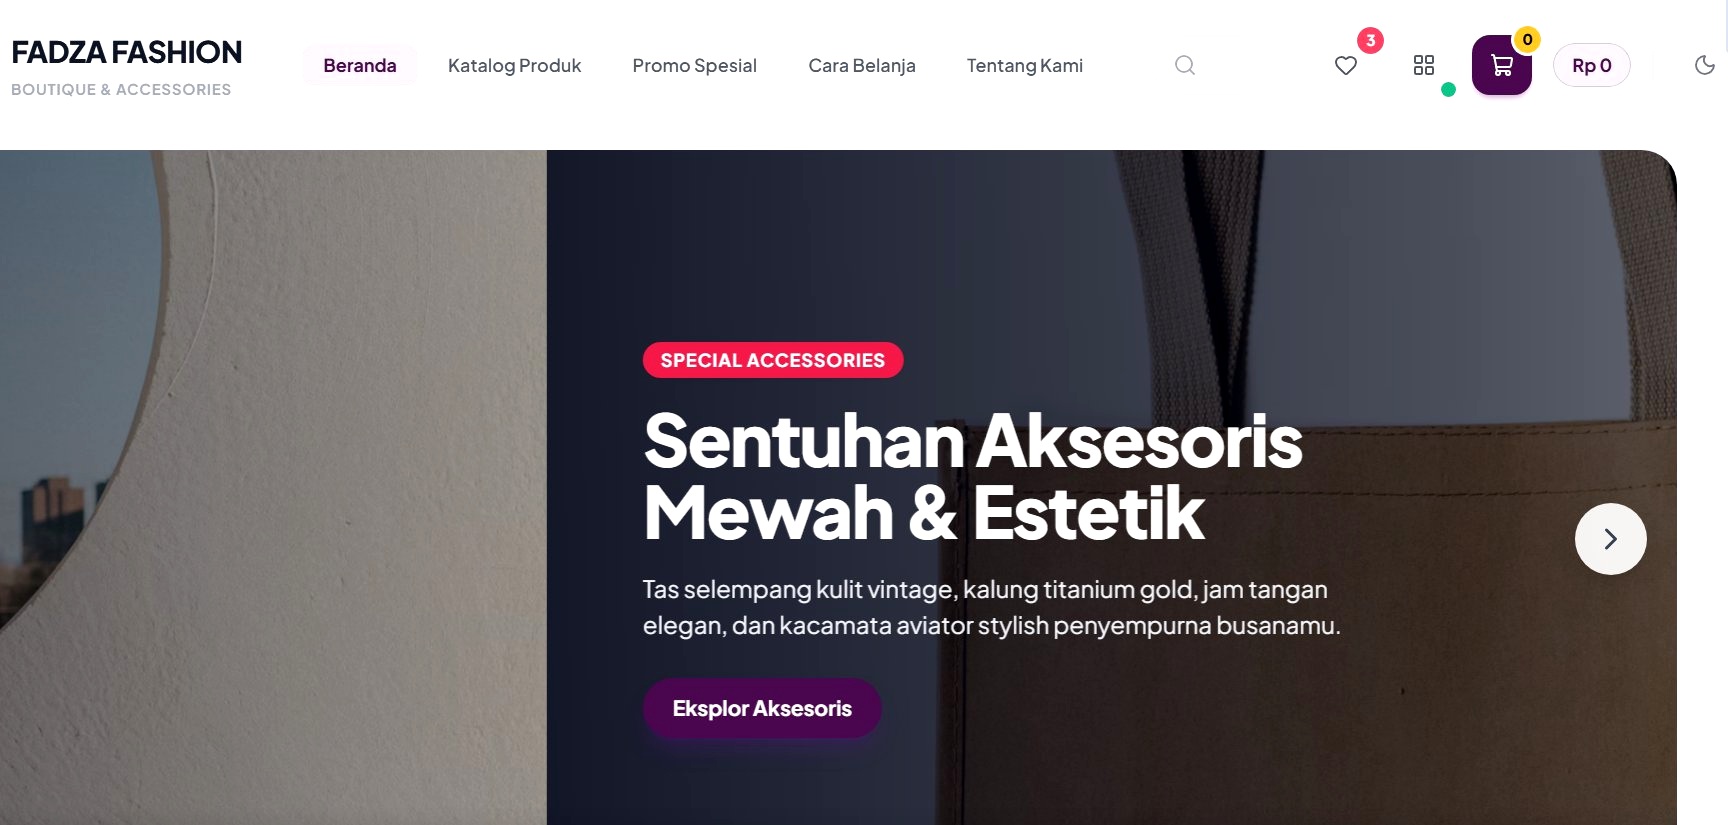 FADZA FASHION
BOUTIQUE & ACCESSORIES
Beranda
Katalog Produk
Promo Spesial
Cara Belanja
Tentang Kami
3
0
Rp 0
SPECIAL ACCESSORIES
Sentuhan Aksesoris
Mewah & Estetik
Tas selempang kulit vintage, kalung titanium gold, jam tangan
elegan, dan kacamata aviator stylish penyempurna busanamu.
Eksplor Aksesoris